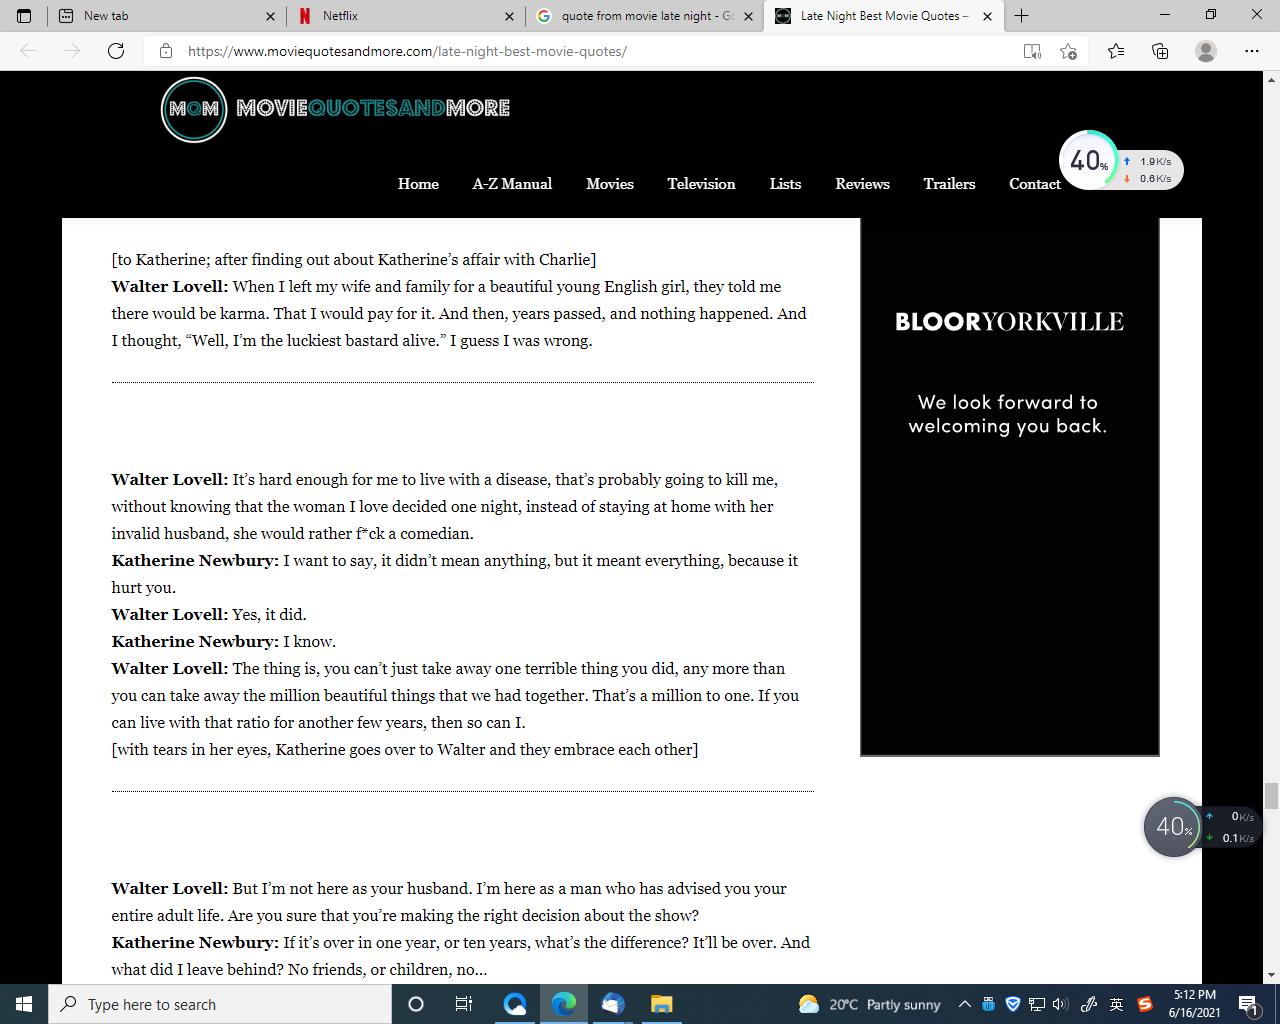 New tab
Netflix
quote from movie late night - Go
Late Night Best Movie Quotes –
https://www.moviequotesandmore.com/late-night-best-movie-quotes/
MQM MOVIEQUOTESANDMORE
40%
1.9K/s
0.6K/s
Home A-Z Manual Movies Television Lists Reviews Trailers Contact
[to Katherine; after finding out about Katherine’s affair with Charlie]
Walter Lovell: When I left my wife and family for a beautiful young English girl, they told me
there would be karma. That I would pay for it. And then, years passed, and nothing happened. And
I thought, “Well, I’m the luckiest bastard alive.” I guess I was wrong.
BLOORYORKVILLE
We look forward to
welcoming you back.
Walter Lovell: It’s hard enough for me to live with a disease, that’s probably going to kill me,
without knowing that the woman I love decided one night, instead of staying at home with her
invalid husband, she would rather f*ck a comedian.
Katherine Newbury: I want to say, it didn’t mean anything, but it meant everything, because it
hurt you.
Walter Lovell: Yes, it did.
Katherine Newbury: I know.
Walter Lovell: The thing is, you can’t just take away one terrible thing you did, any more than
you can take away the million beautiful things that we had together. That’s a million to one. If you
can live with that ratio for another few years, then so can I.
[with tears in her eyes, Katherine goes over to Walter and they embrace each other]
40%
0K/s
0.1K/s
Walter Lovell: But I’m not here as your husband. I’m here as a man who has advised you your
entire adult life. Are you sure that you’re making the right decision about the show?
Katherine Newbury: If it’s over in one year, or ten years, what’s the difference? It’ll be over. And
what did I leave behind? No friends, or children, no…
Type here to search
20°C Partly sunny
英
5:12 PM
6/16/2021
1